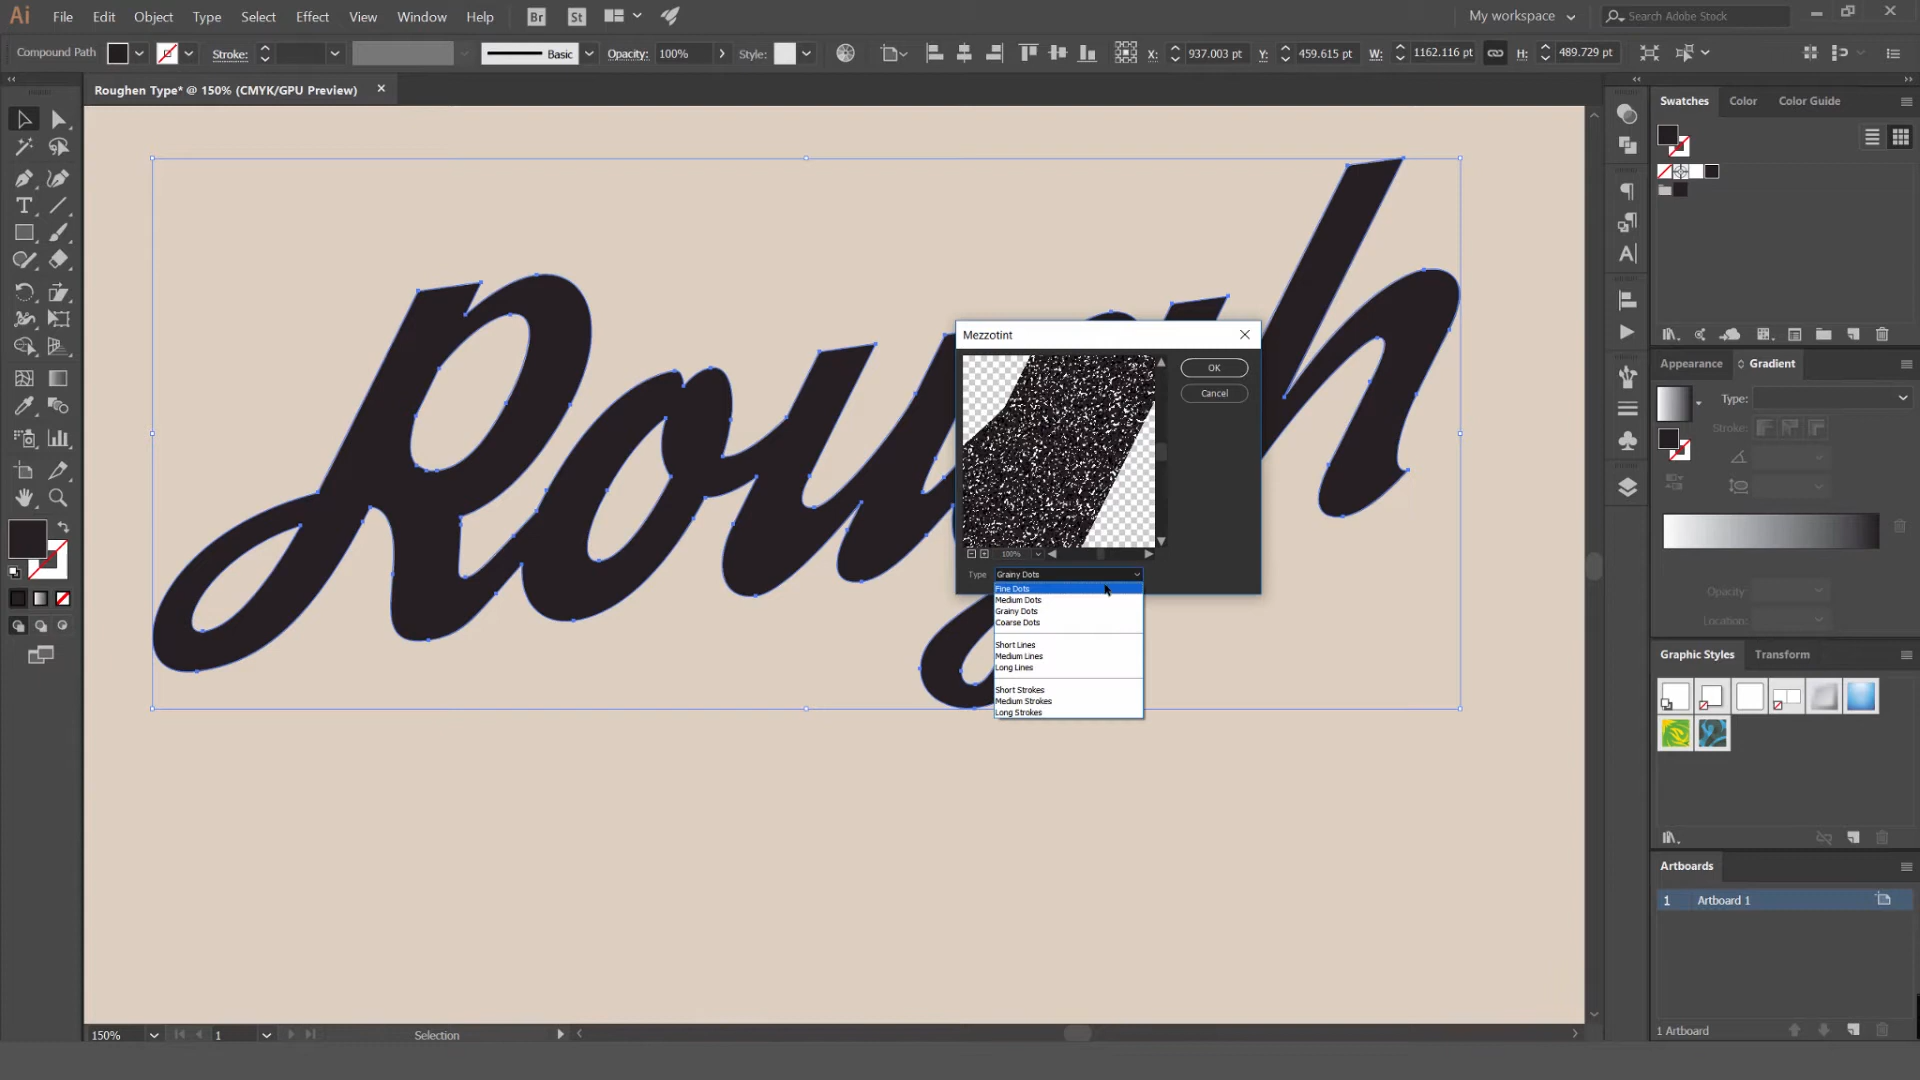 Ai File Edit Object Type Select Effect View Window Help Br St My workspace Search Adobe Stock
Compound Path Stroke: Basic Opacity: 100% Style: X: 937.003 pt Y: 459.615 pt W: 1162.116 pt H: 489.729 pt
Roughen Type* @ 150% (CMYK/GPU Preview)
Swatches Color Color Guide
Rough
Mezzotint
OK
Cancel
100%
Type Grainy Dots
Fine Dots
Medium Dots
Grainy Dots
Coarse Dots
Short Lines
Medium Lines
Long Lines
Short Strokes
Medium Strokes
Long Strokes
Appearance Gradient
Type:
Stroke:
Opacity:
Location:
Graphic Styles Transform
Artboards
1 Artboard 1
1 Artboard
150% 1 Selection